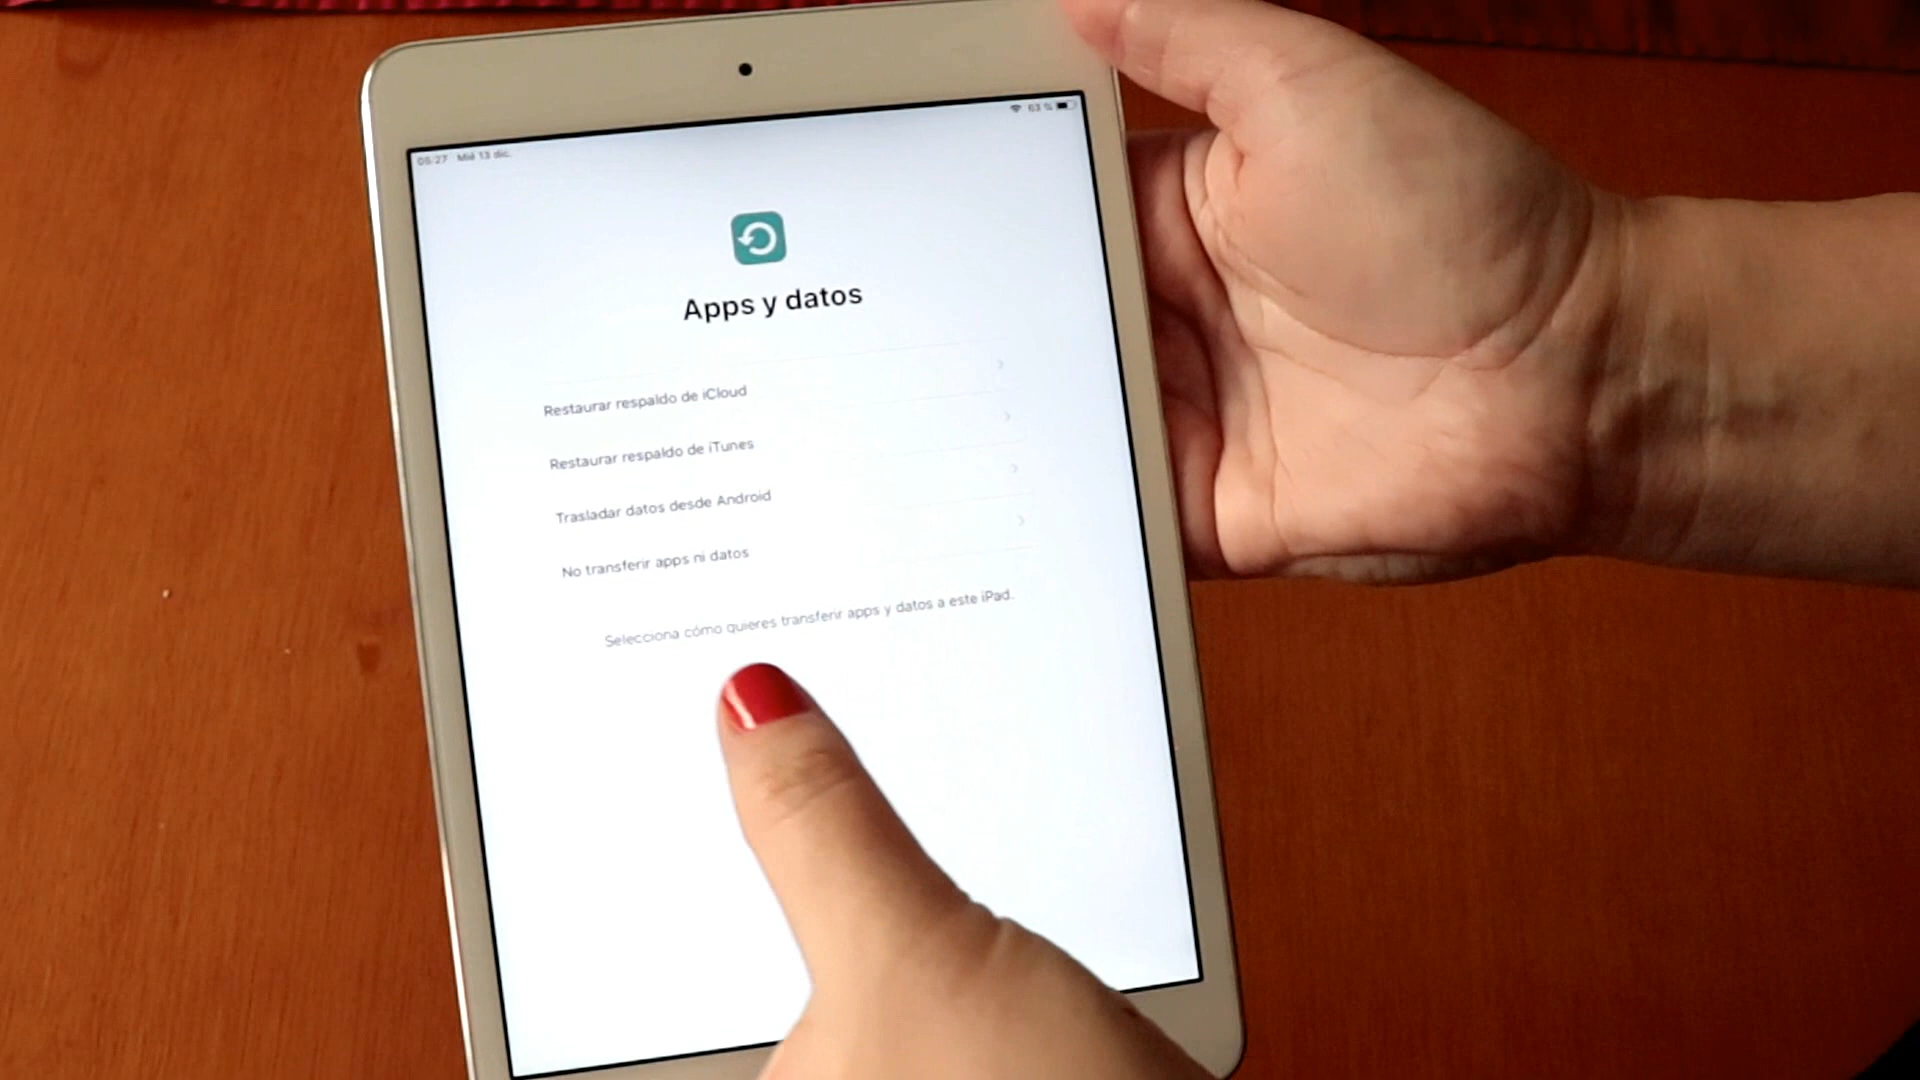 05:27 Mié 13 dic.
63 %
Apps y datos
Restaurar respaldo de iCloud
Restaurar respaldo de iTunes
Trasladar datos desde Android
No transferir apps ni datos
Selecciona cómo quieres transferir apps y datos a este iPad.